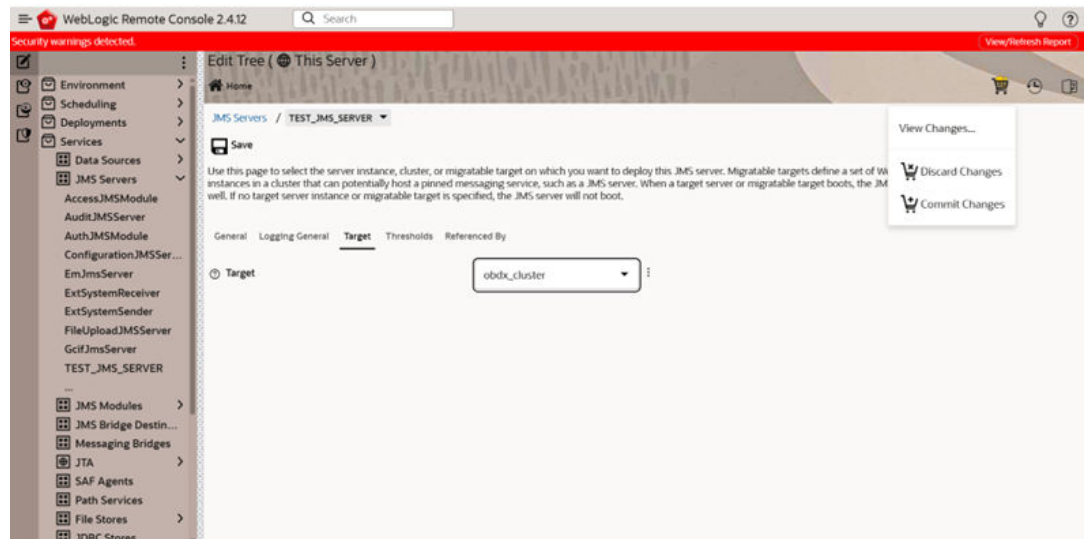 WebLogic Remote Console 2.4.12
Search
Security warnings detected.
View/Refresh Report
Edit Tree ( This Server )
Home
Environment
Scheduling
Deployments
Services
Data Sources
JMS Servers
AccessJMSModule
AuditJMSServer
AuthJMSModule
ConfigurationJMSSer...
EmJmsServer
ExtSystemReceiver
ExtSystemSender
FileUploadJMSServer
GcifJmsServer
TEST_JMS_SERVER
...
JMS Modules
JMS Bridge Destin...
Messaging Bridges
JTA
SAF Agents
Path Services
File Stores
JDBC Stores
JMS Servers / TEST_JMS_SERVER
Save
Use this page to select the server instance, cluster, or migratable target on which you want to deploy this JMS server. Migratable targets define a set of We
instances in a cluster that can potentially host a pinned messaging service, such as a JMS server. When a target server or migratable target boots, the JM
well. If no target server instance or migratable target is specified, the JMS server will not boot.
General Logging General Target Thresholds Referenced By
Target
obdx_cluster
View Changes...
Discard Changes
Commit Changes